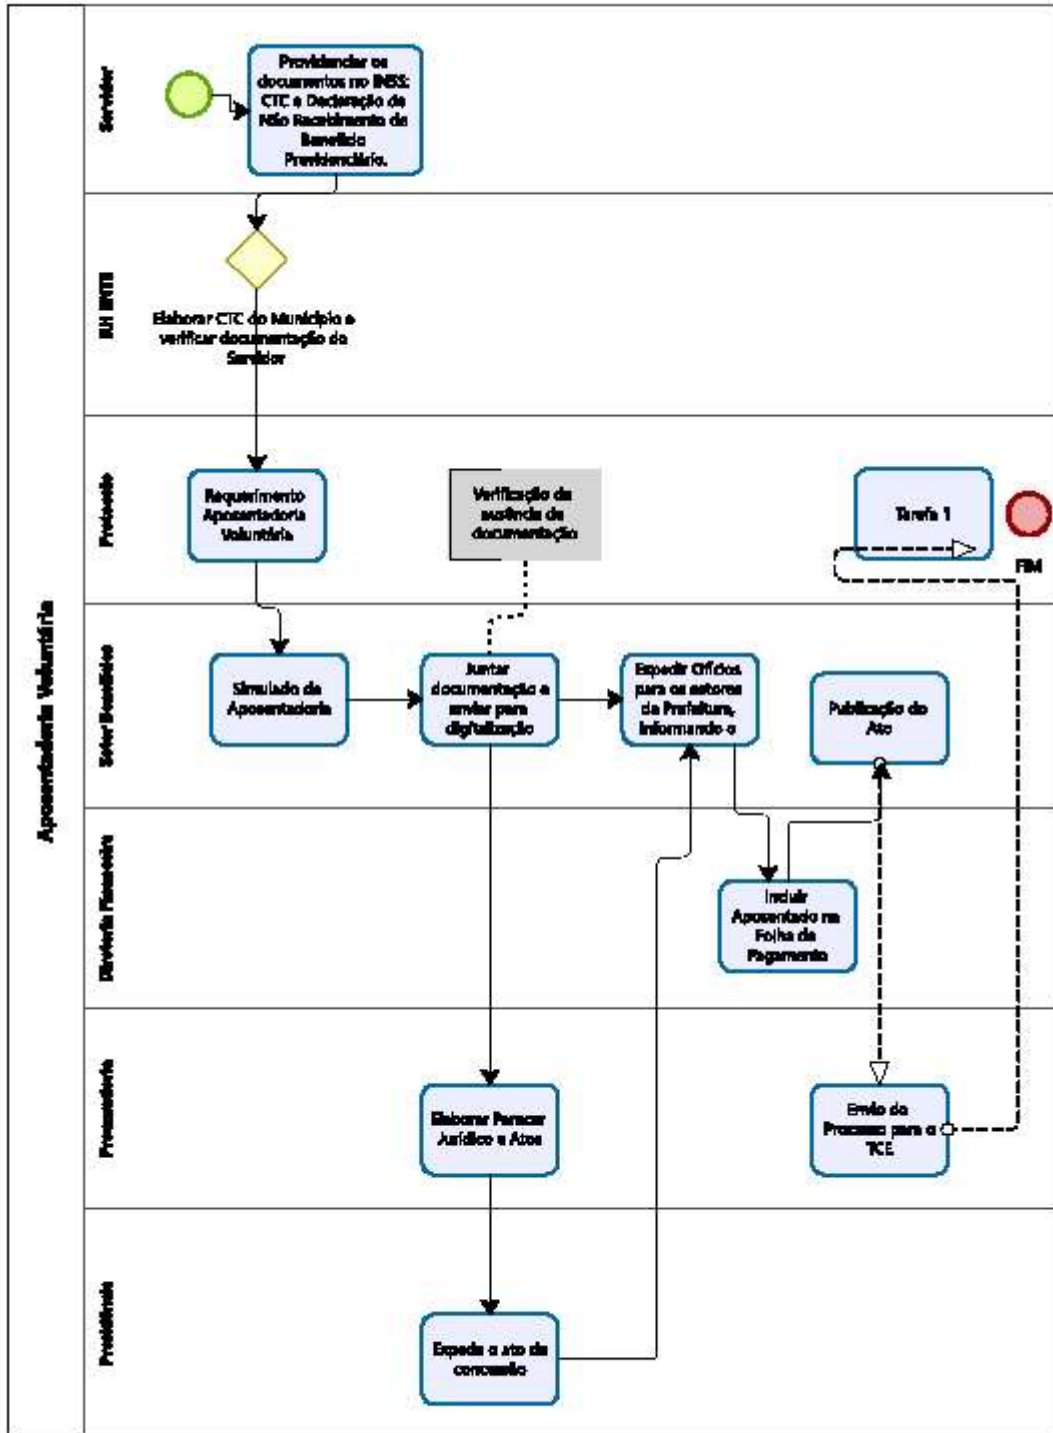 Aposentadoria Voluntária
Servidor
Providenciar os
documentos no INSS:
CTC e Declaração de
Não Recebimento de
Benefício
Previdenciário.
RH
Elaborar CTC do Município e
verificar documentação do
Servidor
Protocolo
Requerimento
Aposentadoria
Voluntária
Verificação da
ausência de
documentação
Tarefa 1
FIM
Setor Benefícios
Simulado de
Aposentadoria
Juntar
documentação e
enviar para
digitalização
Expedir Ofícios
para os setores
da Prefeitura,
informando o
Publicação do
Ato
Diretoria Financeira
Incluir
Aposentado na
Folha de
Pagamento
Procuradoria
Elaborar Parecer
Jurídico e Atos
Envio do
Processo para o
TCE
Presidência
Expede o ato de
concessão